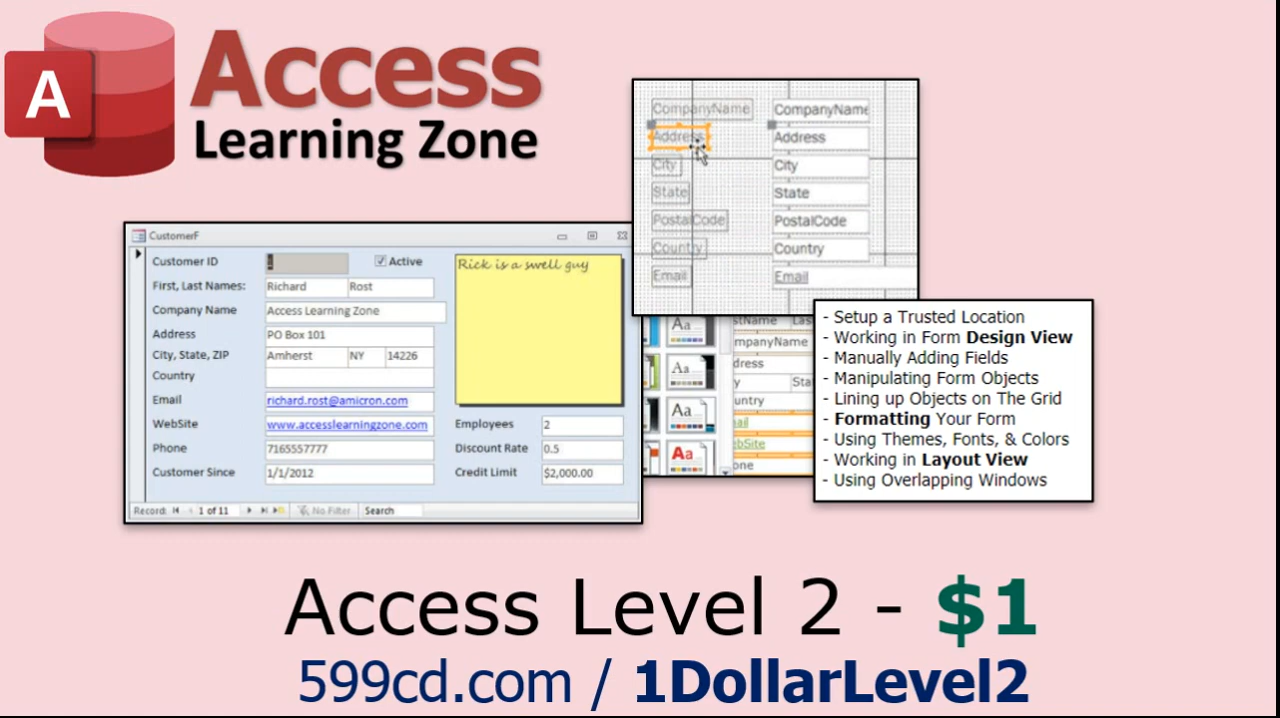 A
Access
Learning Zone
CompanyName CompanyName
Address Address
City City
State State
PostalCode PostalCode
Country Country
Email Email
CustomerF
Customer ID Active
Rick is a swell guy
First, Last Names: Richard Rost
Company Name Access Learning Zone
Address PO Box 101
City, State, ZIP Amherst NY 14226
Country
Email richard.rost@amicron.com
WebSite www.accesslearningzone.com Employees 2
Phone 7165557777 Discount Rate 0.5
Customer Since 1/1/2012 Credit Limit $2,000.00
Record: 1 of 11 No Filter Search
Aa
Aa
Aa
Aa
- Setup a Trusted Location
- Working in Form Design View
- Manually Adding Fields
- Manipulating Form Objects
- Lining up Objects on The Grid
- Formatting Your Form
- Using Themes, Fonts, & Colors
- Working in Layout View
- Using Overlapping Windows
Access Level 2 - $1
599cd.com / 1DollarLevel2